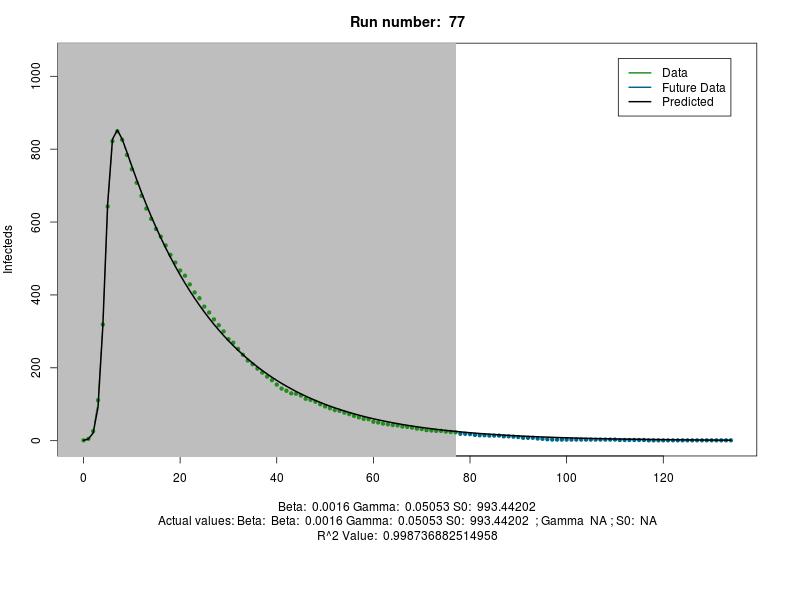 Run number: 77
Data
Future Data
Predicted
1000
800
600
400
200
0
Infecteds
0 20 40 60 80 100 120
Beta: 0.0016 Gamma: 0.05053 S0: 993.44202
Actual values: Beta: Beta: 0.0016 Gamma: 0.05053 S0: 993.44202 ; Gamma NA ; S0: NA
R^2 Value: 0.998736882514958